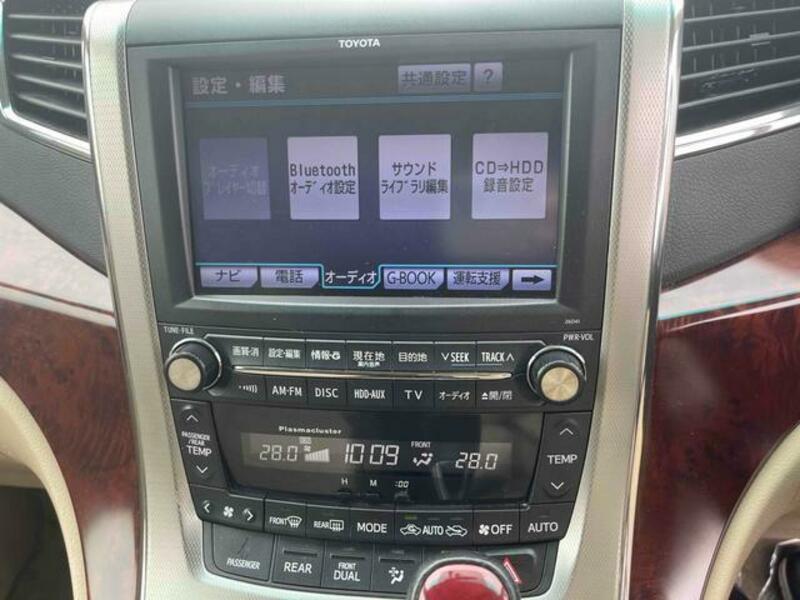 TOYOTA
設定・編集 共通設定 ?
オーディオ Bluetooth サウンド CD⇒HDD
プレイヤー切替 オーディオ設定 ライブラリ編集 録音設定
ナビ 電話 オーディオ G-BOOK 運転支援
TUNE・FILE PWR・VOL
画質・消 設定・編集 情報・G 現在地 目的地 ∨SEEK TRACK∧
AM・FM DISC HDD・AUX TV オーディオ ▲開/閉
Plasmacluster
PASSENGER
/REAR
TEMP
28.0 10:09 FRONT 28.0
TEMP
H M :00
FRONT REAR MODE AUTO OFF AUTO
PASSENGER REAR FRONT
DUAL